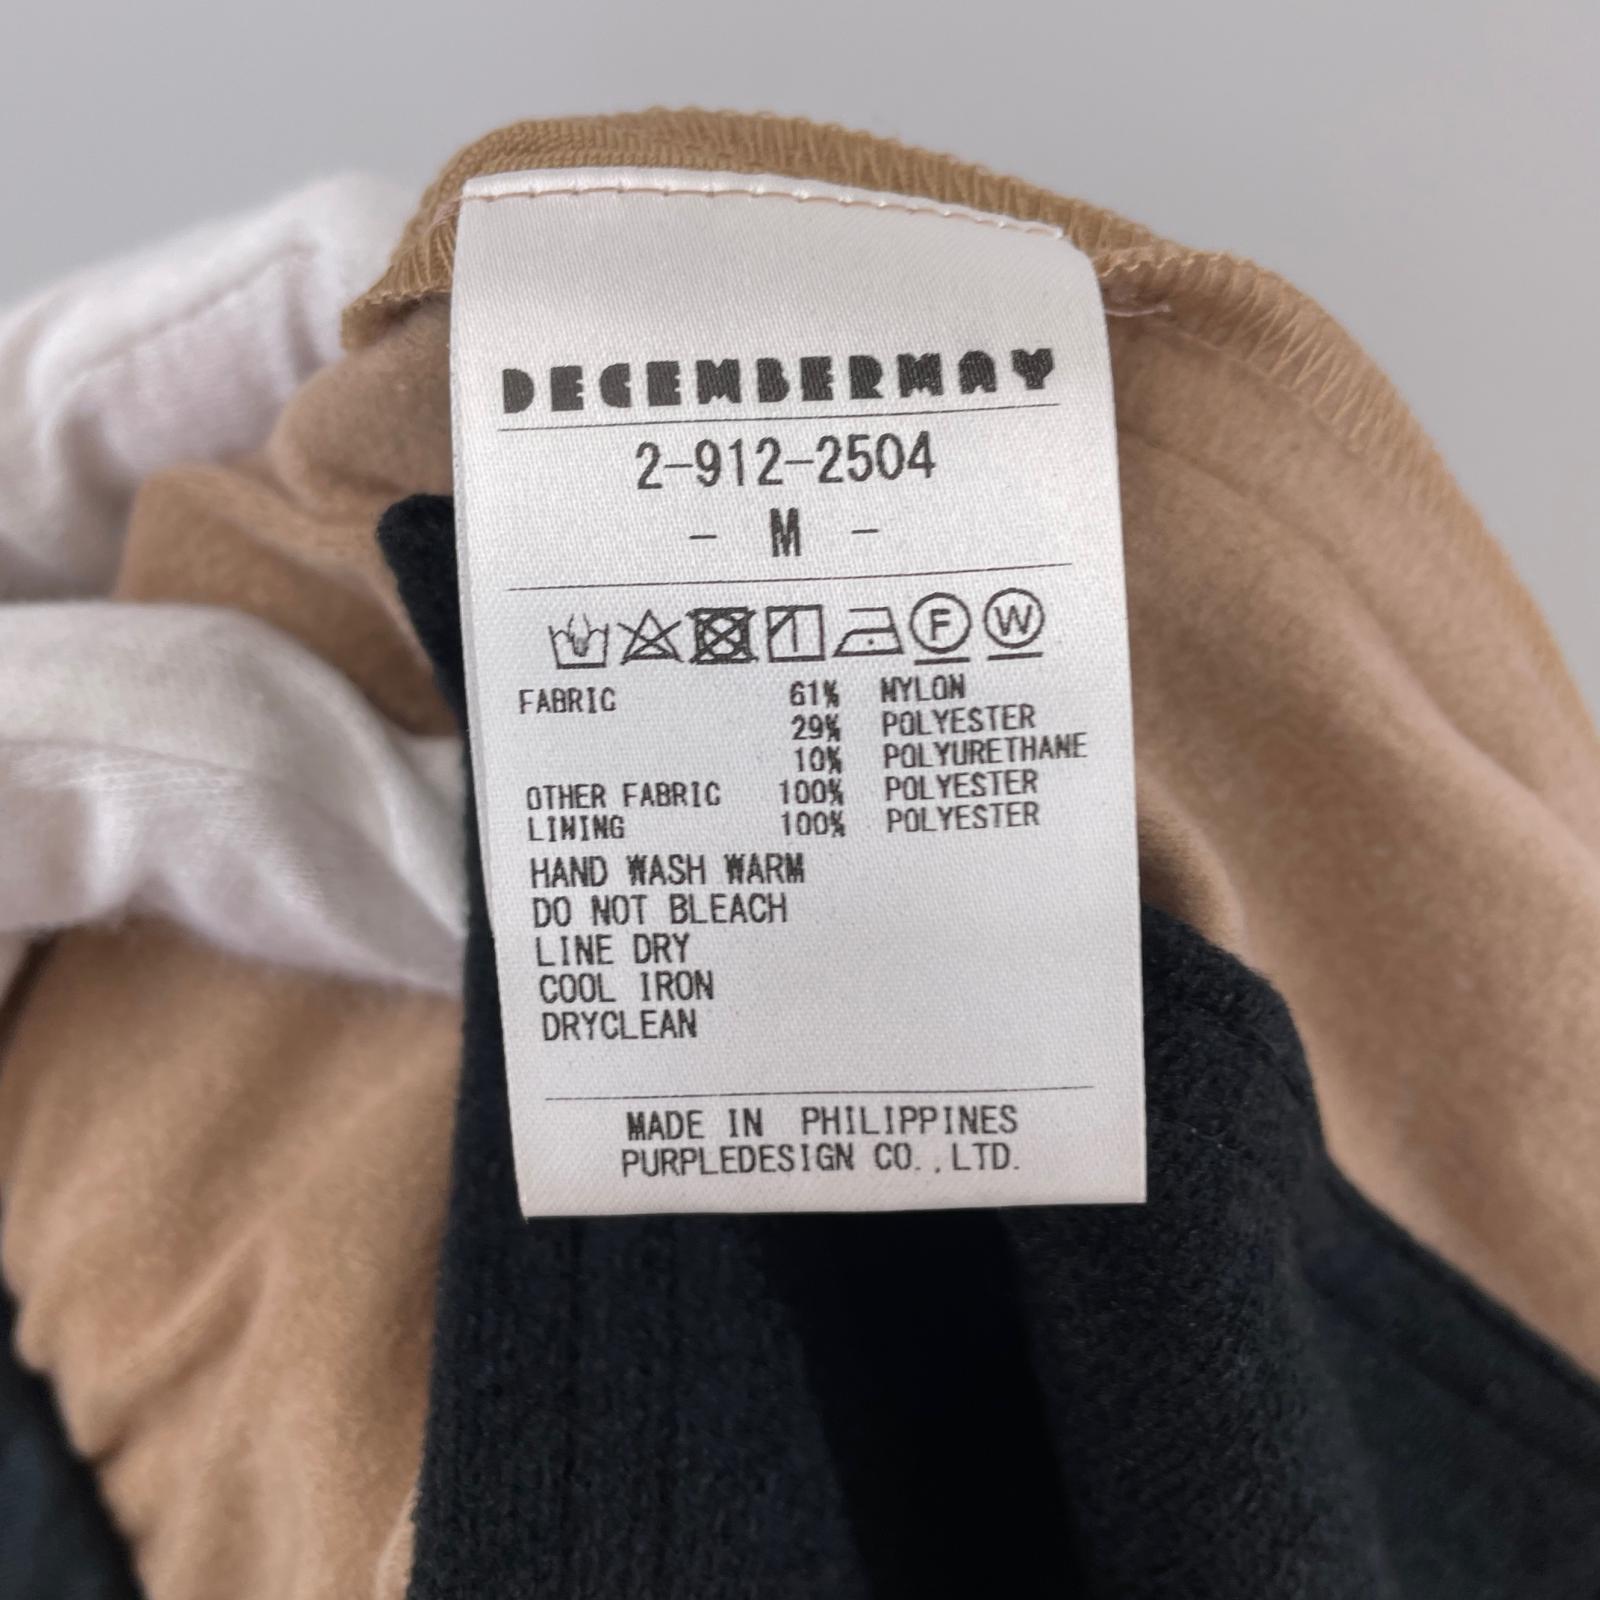 DECEMBERMAY
2-912-2504
- M -
F W
FABRIC 61% NYLON
29% POLYESTER
10% POLYURETHANE
OTHER FABRIC 100% POLYESTER
LINING 100% POLYESTER
HAND WASH WARM
DO NOT BLEACH
LINE DRY
COOL IRON
DRYCLEAN
MADE IN PHILIPPINES
PURPLEDESIGN CO.,LTD.